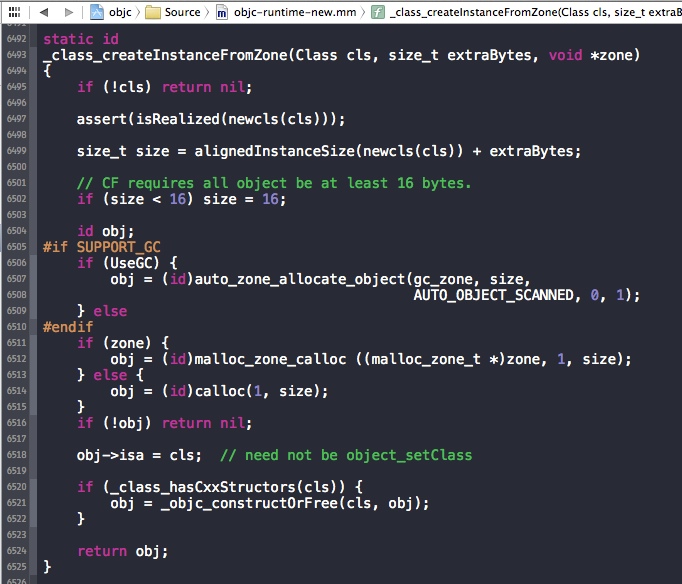 objc Source objc-runtime-new.mm _class_createInstanceFromZone(Class cls, size_t extraB
6492 static id
6493 _class_createInstanceFromZone(Class cls, size_t extraBytes, void *zone)
6494 {
6495     if (!cls) return nil;
6496
6497     assert(isRealized(newcls(cls)));
6498
6499     size_t size = alignedInstanceSize(newcls(cls)) + extraBytes;
6500
6501     // CF requires all object be at least 16 bytes.
6502     if (size < 16) size = 16;
6503
6504     id obj;
6505 #if SUPPORT_GC
6506     if (UseGC) {
6507         obj = (id)auto_zone_allocate_object(gc_zone, size,
6508                                             AUTO_OBJECT_SCANNED, 0, 1);
6509     } else
6510 #endif
6511     if (zone) {
6512         obj = (id)malloc_zone_calloc ((malloc_zone_t *)zone, 1, size);
6513     } else {
6514         obj = (id)calloc(1, size);
6515     }
6516     if (!obj) return nil;
6517
6518     obj->isa = cls;  // need not be object_setClass
6519
6520     if (_class_hasCxxStructors(cls)) {
6521         obj = _objc_constructOrFree(cls, obj);
6522     }
6523
6524     return obj;
6525 }
6526